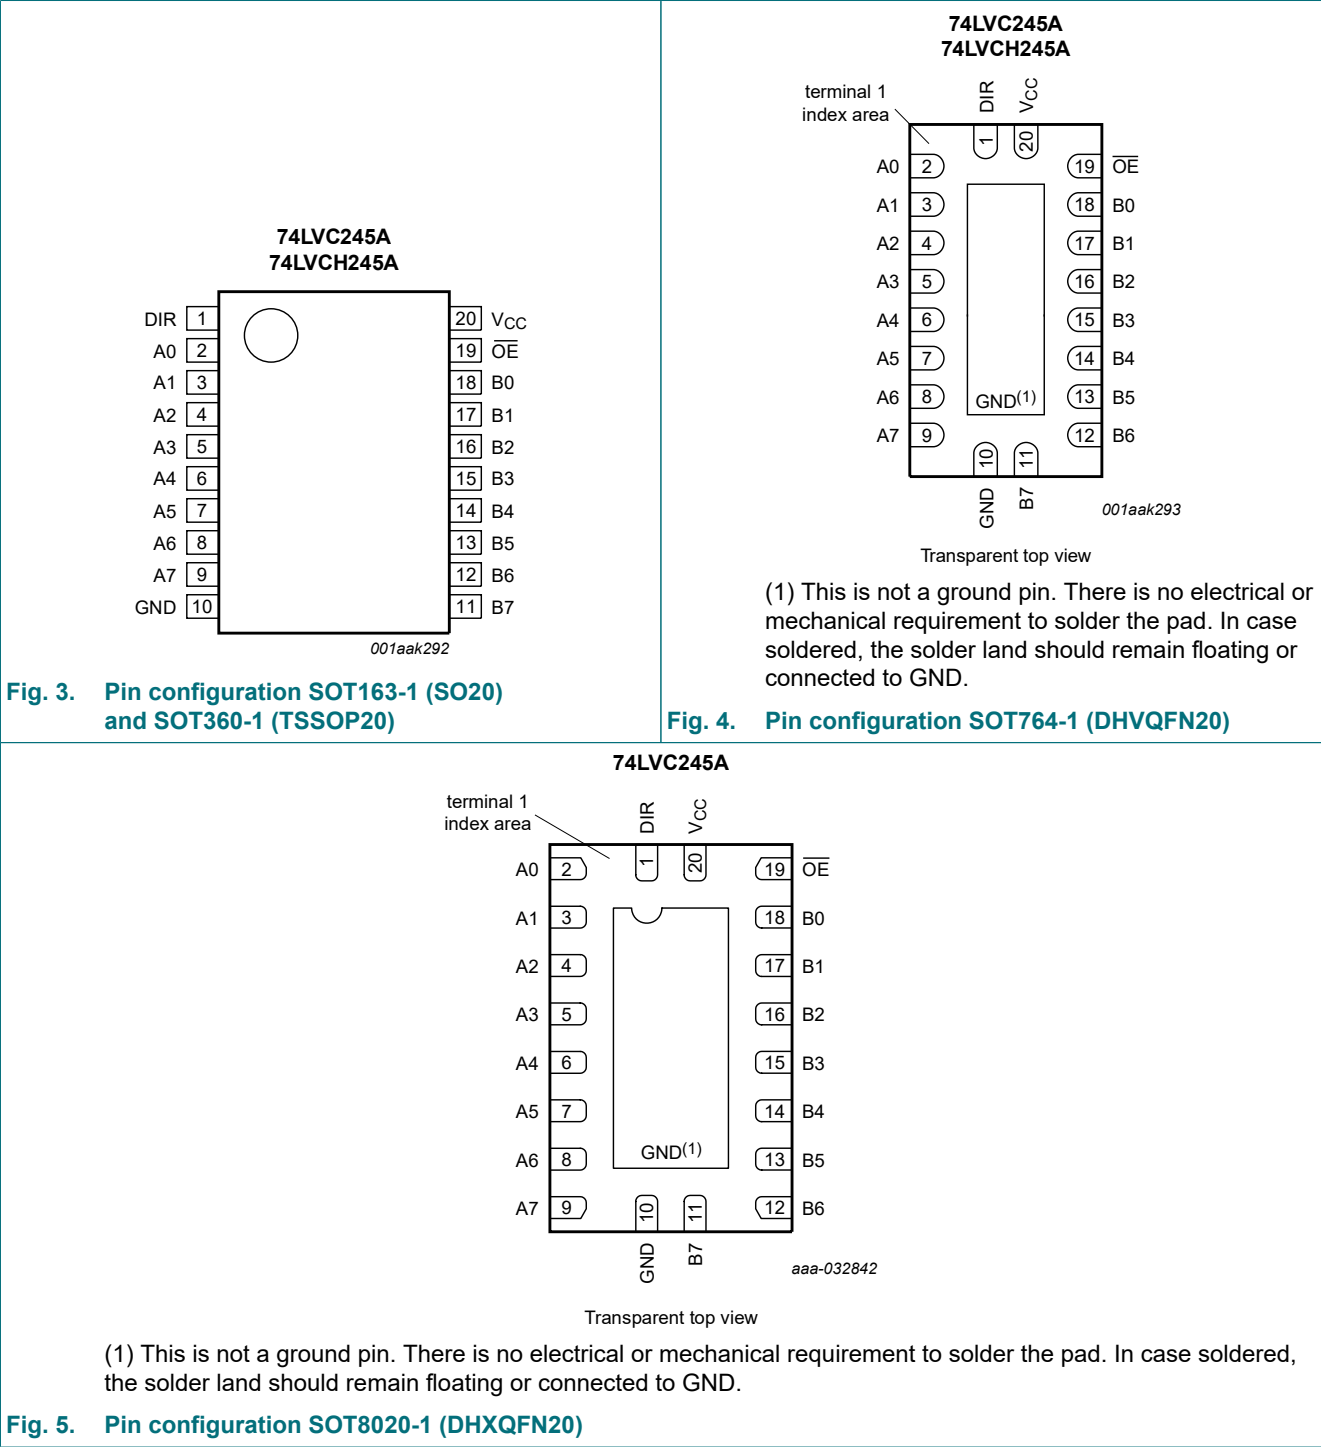 74LVC245A
74LVCH245A
DIR 1
A0 2
A1 3
A2 4
A3 5
A4 6
A5 7
A6 8
A7 9
GND 10
20 VCC
19 OE
18 B0
17 B1
16 B2
15 B3
14 B4
13 B5
12 B6
11 B7
001aak292
Fig. 3. Pin configuration SOT163-1 (SO20)
and SOT360-1 (TSSOP20)
74LVC245A
74LVCH245A
terminal 1
index area
DIR
VCC
1
20
A0 2
A1 3
A2 4
A3 5
A4 6
A5 7
A6 8
A7 9
19 OE
18 B0
17 B1
16 B2
15 B3
14 B4
13 B5
12 B6
GND(1)
10
11
GND
B7
001aak293
Transparent top view
(1) This is not a ground pin. There is no electrical or
mechanical requirement to solder the pad. In case
soldered, the solder land should remain floating or
connected to GND.
Fig. 4. Pin configuration SOT764-1 (DHVQFN20)
74LVC245A
terminal 1
index area
DIR
VCC
1
20
A0 2
A1 3
A2 4
A3 5
A4 6
A5 7
A6 8
A7 9
19 OE
18 B0
17 B1
16 B2
15 B3
14 B4
13 B5
12 B6
GND(1)
10
11
GND
B7
aaa-032842
Transparent top view
(1) This is not a ground pin. There is no electrical or mechanical requirement to solder the pad. In case soldered,
the solder land should remain floating or connected to GND.
Fig. 5. Pin configuration SOT8020-1 (DHXQFN20)